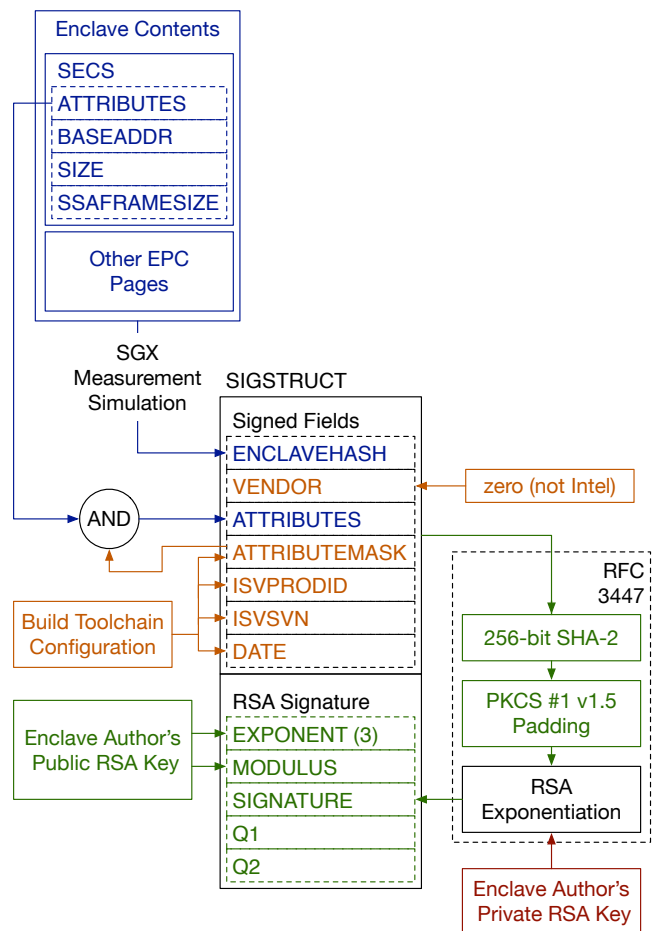 Enclave Contents
SECS
ATTRIBUTES
BASEADDR
SIZE
SSAFRAMESIZE
Other EPC
Pages
SGX
Measurement
Simulation
SIGSTRUCT
Signed Fields
ENCLAVEHASH
VENDOR
zero (not Intel)
AND
ATTRIBUTES
ATTRIBUTEMASK
ISVPRODID
ISVSVN
DATE
Build Toolchain
Configuration
RFC
3447
256-bit SHA-2
PKCS #1 v1.5
Padding
RSA
Exponentiation
RSA Signature
EXPONENT (3)
MODULUS
SIGNATURE
Q1
Q2
Enclave Author's
Public RSA Key
Enclave Author's
Private RSA Key